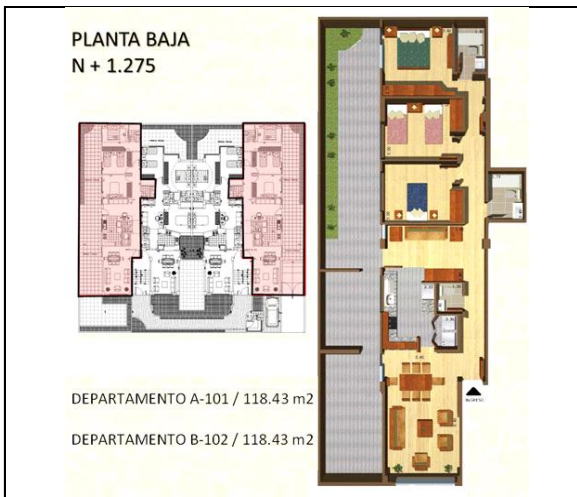 PLANTA BAJA
N + 1.275
DEPARTAMENTO A-101 / 118.43 m2
DEPARTAMENTO B-102 / 118.43 m2
INGRESO